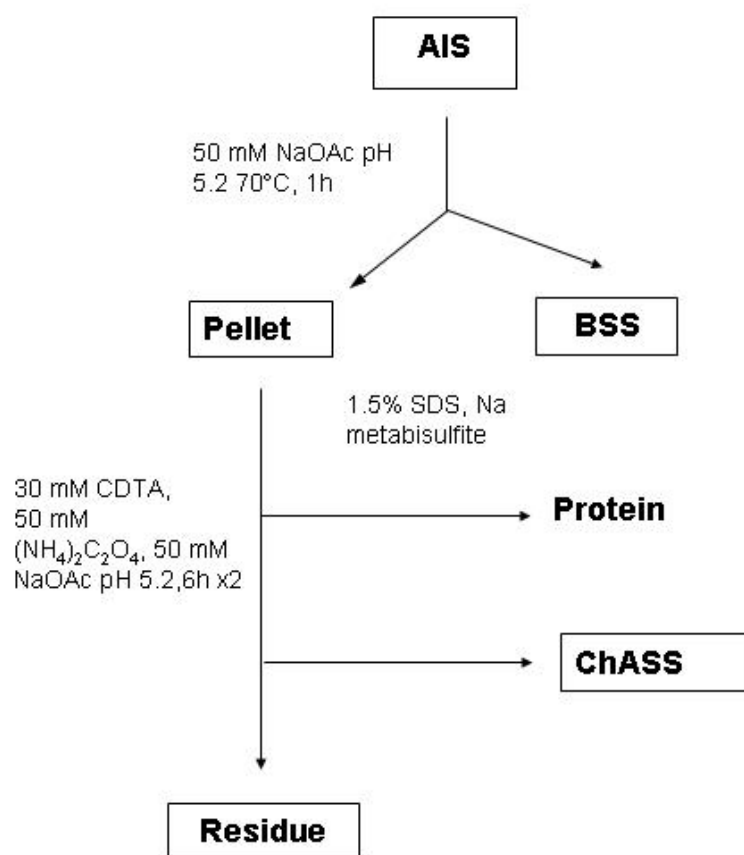 AIS
50 mM NaOAc pH
5.2 70°C, 1h
Pellet
BSS
1.5% SDS, Na
metabisulfite
30 mM CDTA,
50 mM
(NH₄)₂C₂O₄, 50 mM
NaOAc pH 5.2,6h x2
Protein
ChASS
Residue